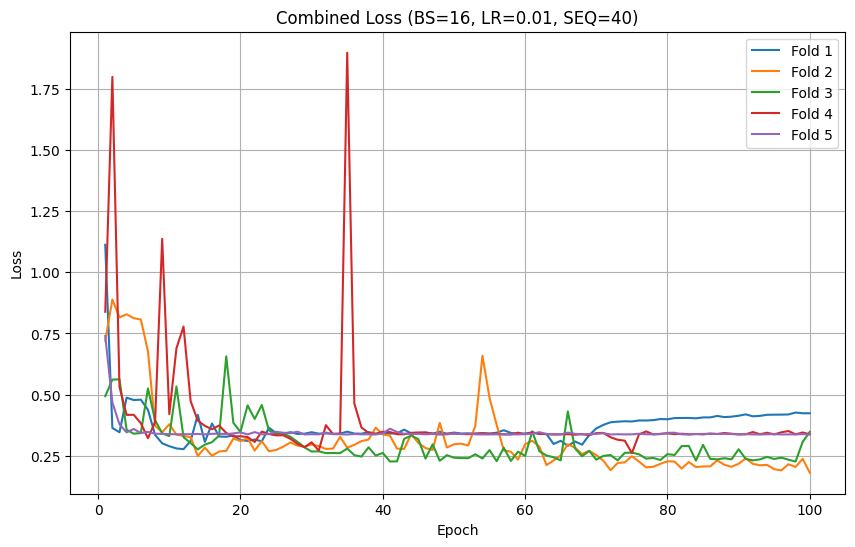 Combined Loss (BS=16, LR=0.01, SEQ=40)
Fold 1
Fold 2
Fold 3
Fold 4
Fold 5
Loss
1.75
1.50
1.25
1.00
0.75
0.50
0.25
0
20
40
60
80
100
Epoch